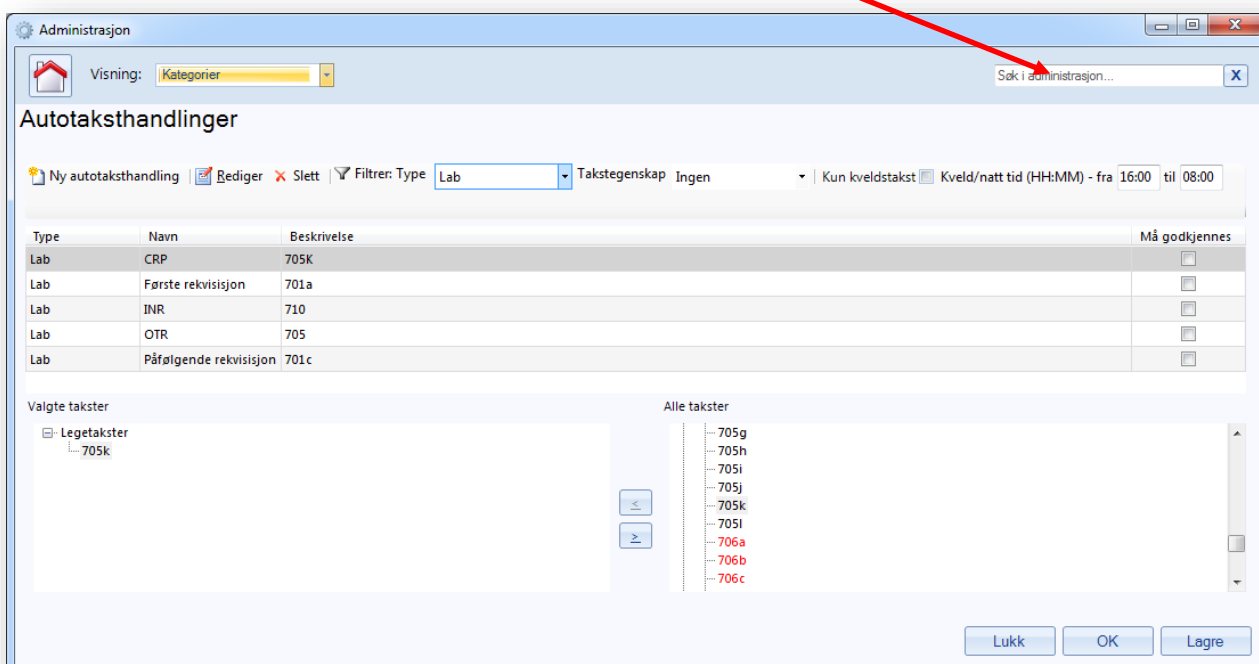 Administrasjon
Visning: Kategorier Søk i administrasjon... X
Autotaksthandlinger
Ny autotaksthandling Rediger Slett Filtrer: Type Lab Takstegenskap Ingen Kun kveldstakst Kveld/natt tid (HH:MM) - fra 16:00 til 08:00
Type Navn Beskrivelse Må godkjennes
Lab CRP 705K
Lab Første rekvisisjon 701a
Lab INR 710
Lab OTR 705
Lab Påfølgende rekvisisjon 701c
Valgte takster Alle takster
Legetakster 705g
705k 705h
705i
705j
< 705k
705l
> 706a
706b
706c
Lukk OK Lagre